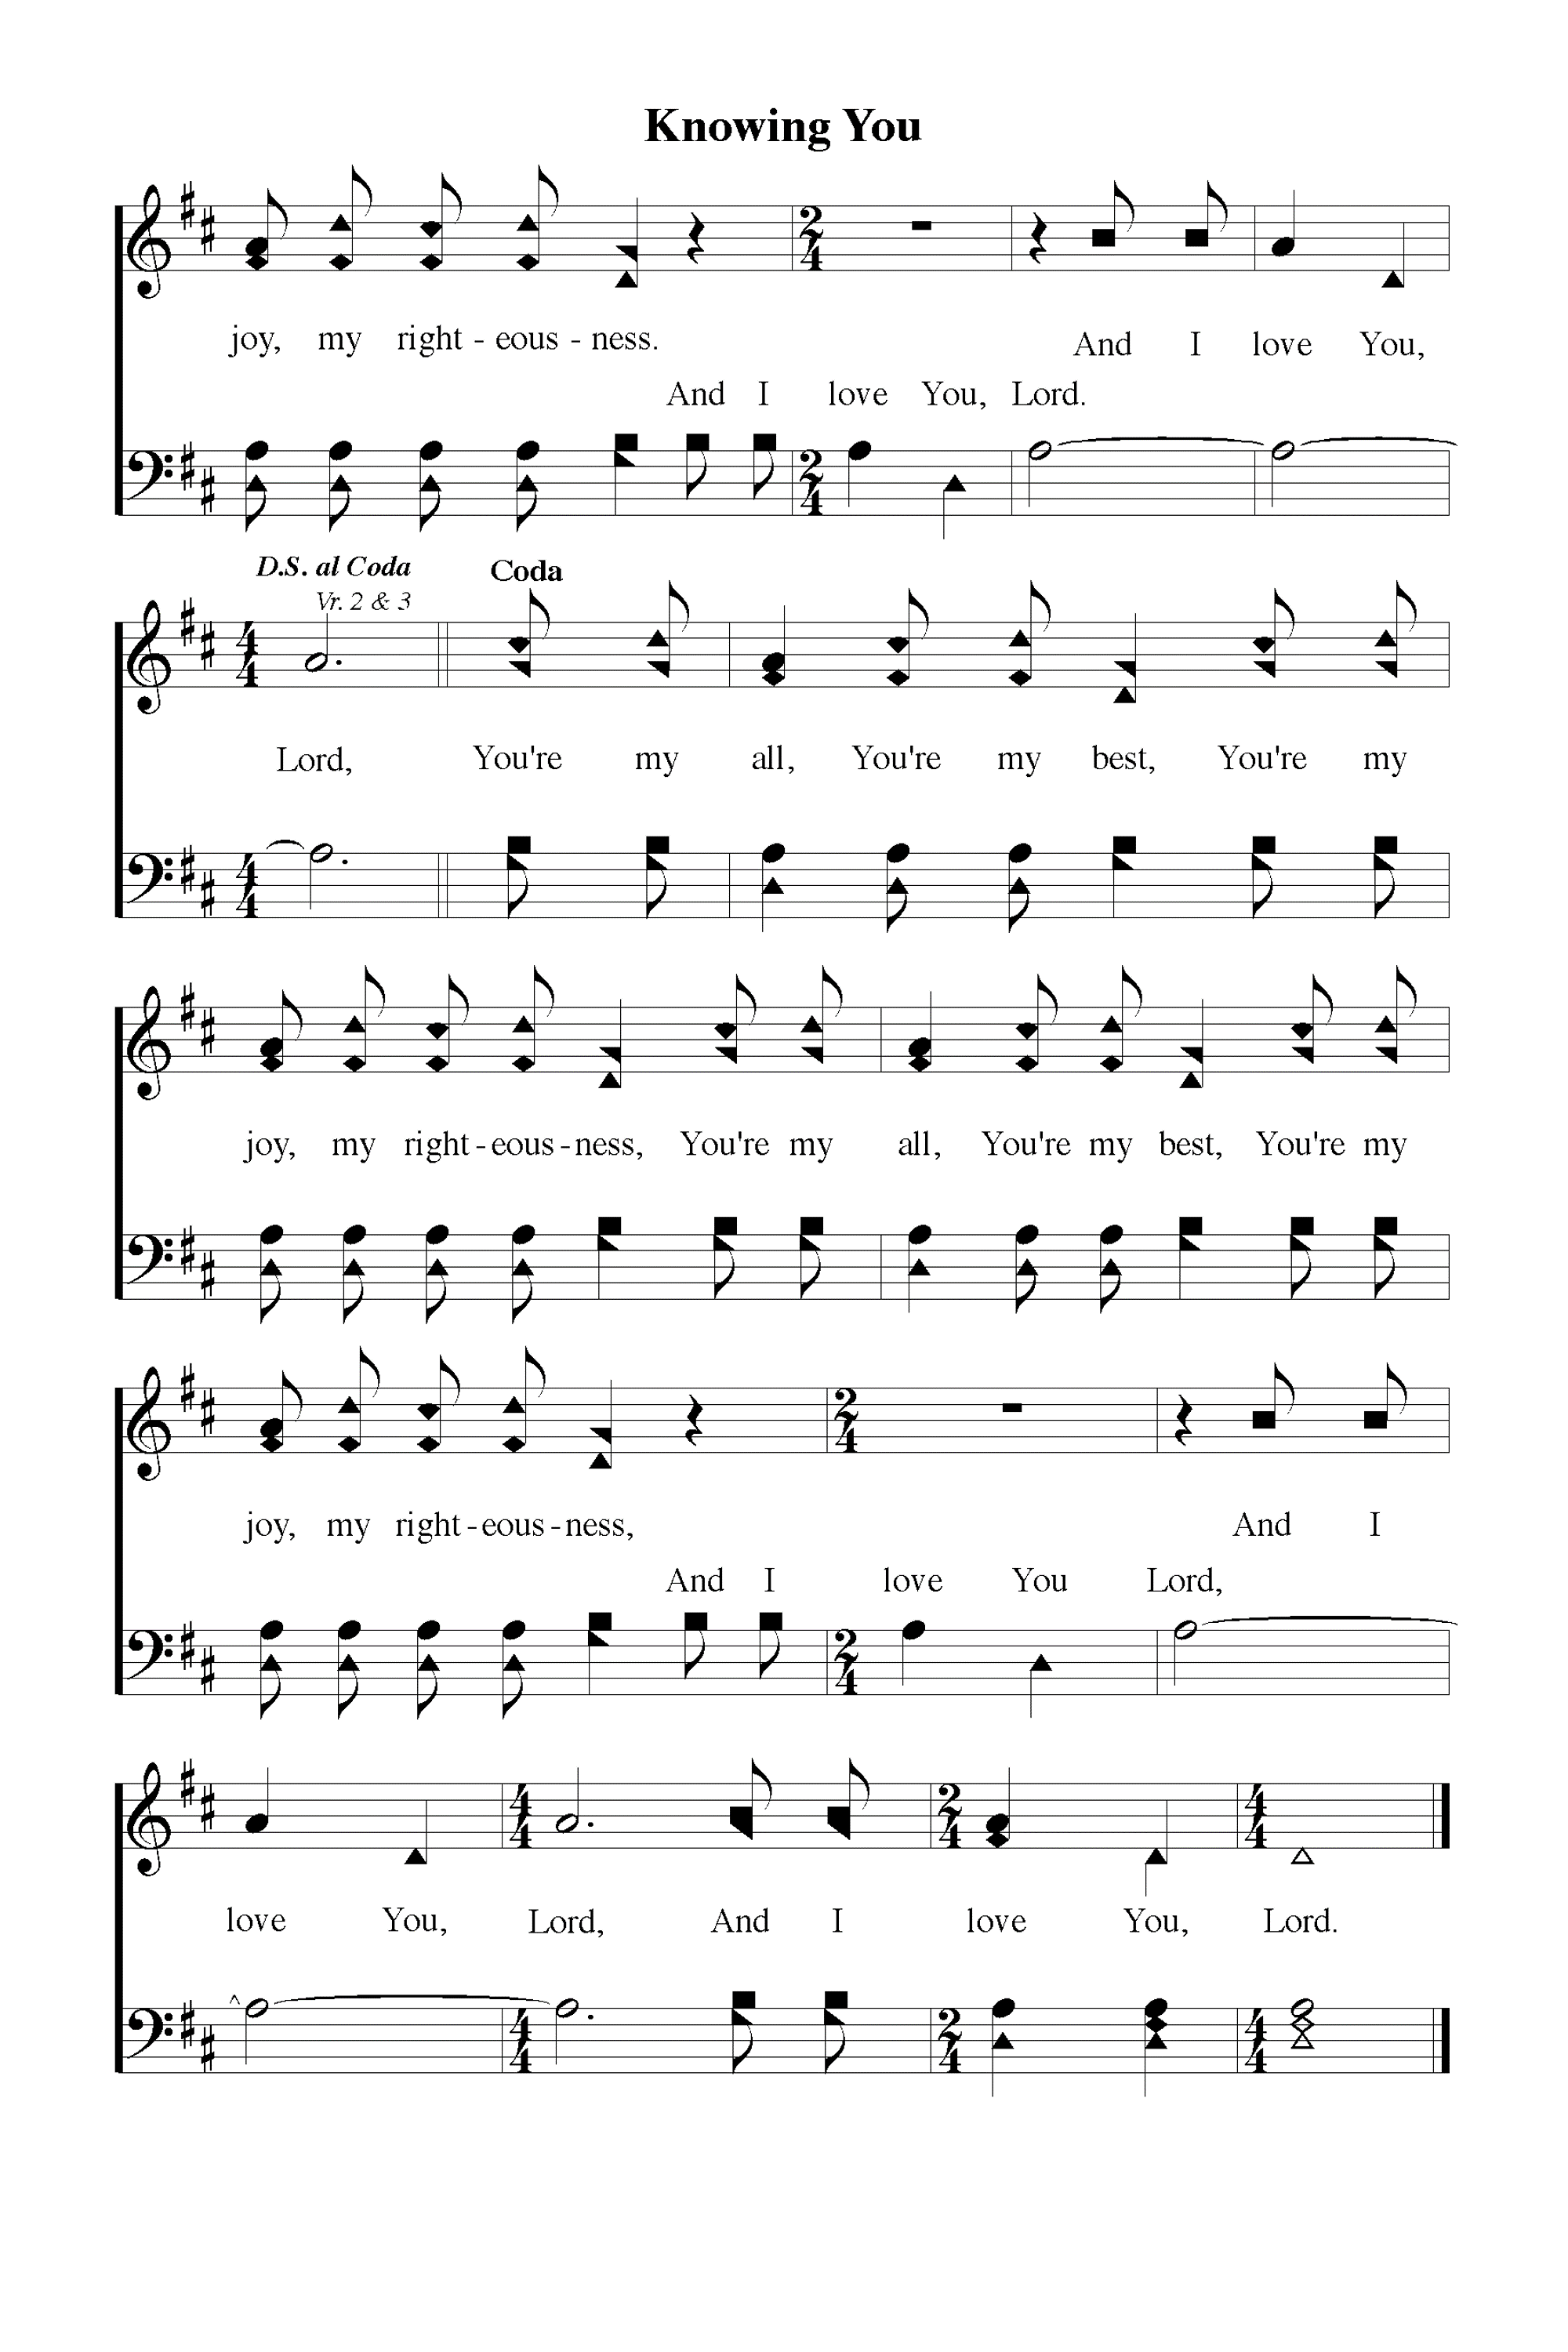 Knowing You
joy, my right - eous - ness. And I love You,
And I love You, Lord.
D.S. al Coda
Coda
Vr. 2 & 3
Lord, You're my all, You're my best, You're my
joy, my right - eous - ness, You're my all, You're my best, You're my
joy, my right - eous - ness, And I
And I love You Lord,
love You, Lord, And I love You, Lord.